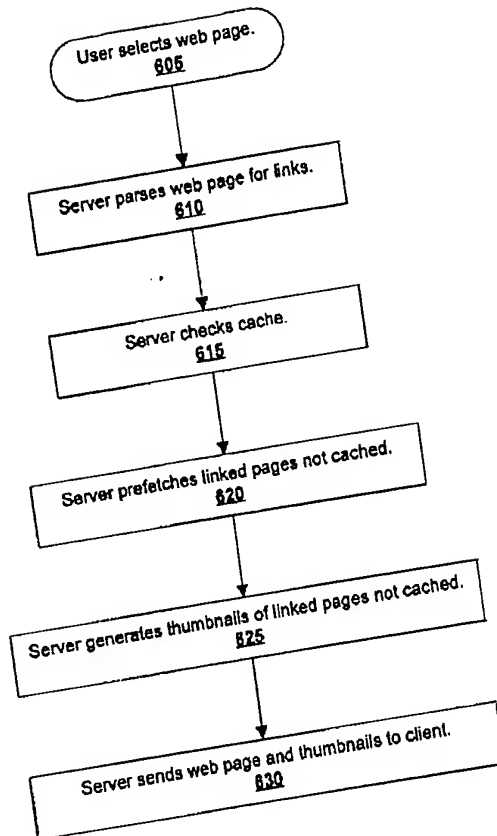 User selects web page.
605
Server parses web page for links.
610
Server checks cache.
615
Server prefetches linked pages not cached.
620
Server generates thumbnails of linked pages not cached.
625
Server sends web page and thumbnails to client.
630